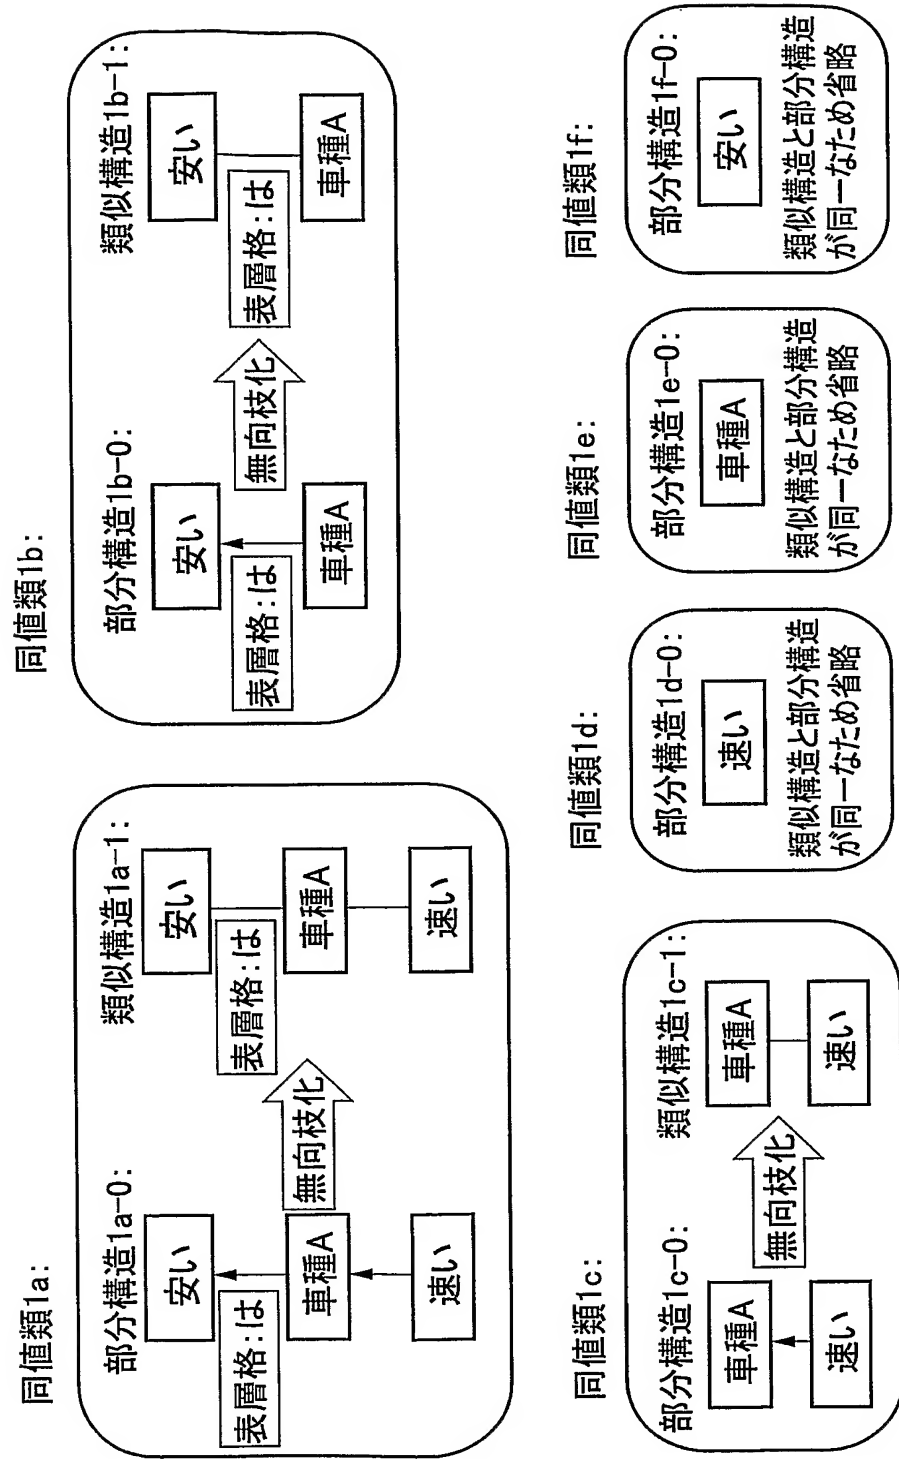 同値類1a:
部分構造1a-0:
安い
表層格:は
車種A
速い
無向枝化
類似構造1a-1:
安い
表層格:は
車種A
速い
同値類1b:
部分構造1b-0:
安い
表層格:は
車種A
無向枝化
類似構造1b-1:
安い
表層格:は
車種A
同値類1c:
部分構造1c-0:
車種A
速い
無向枝化
類似構造1c-1:
車種A
速い
同値類1d:
部分構造1d-0:
速い
類似構造と部分構造
が同一なため省略
同値類1e:
部分構造1e-0:
車種A
類似構造と部分構造
が同一なため省略
同値類1f:
部分構造1f-0:
安い
類似構造と部分構造
が同一なため省略